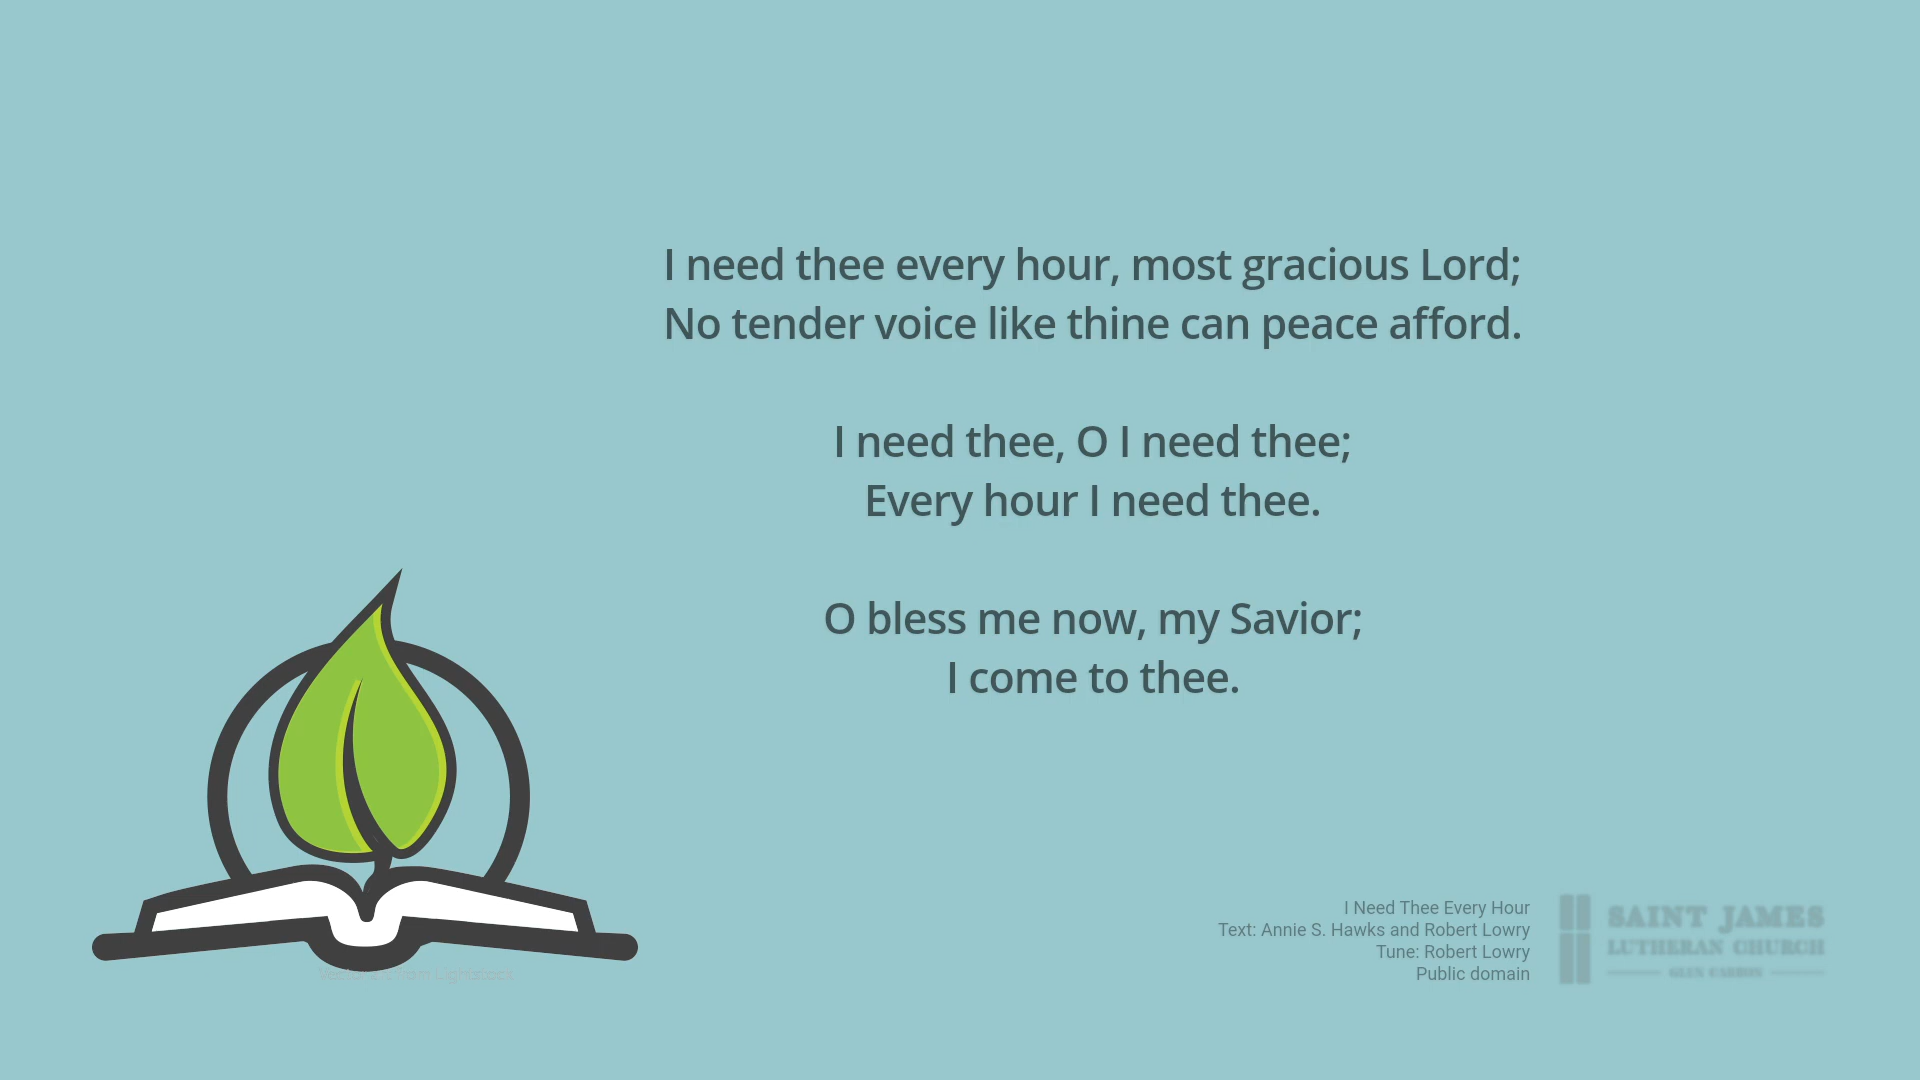 I need thee every hour, most gracious Lord;
No tender voice like thine can peace afford.
I need thee, O I need thee;
Every hour I need thee.
O bless me now, my Savior;
I come to thee.
I Need Thee Every Hour
Text: Annie S. Hawks and Robert Lowry
Tune: Robert Lowry
Public domain
SAINT JAMES
LUTHERAN CHURCH